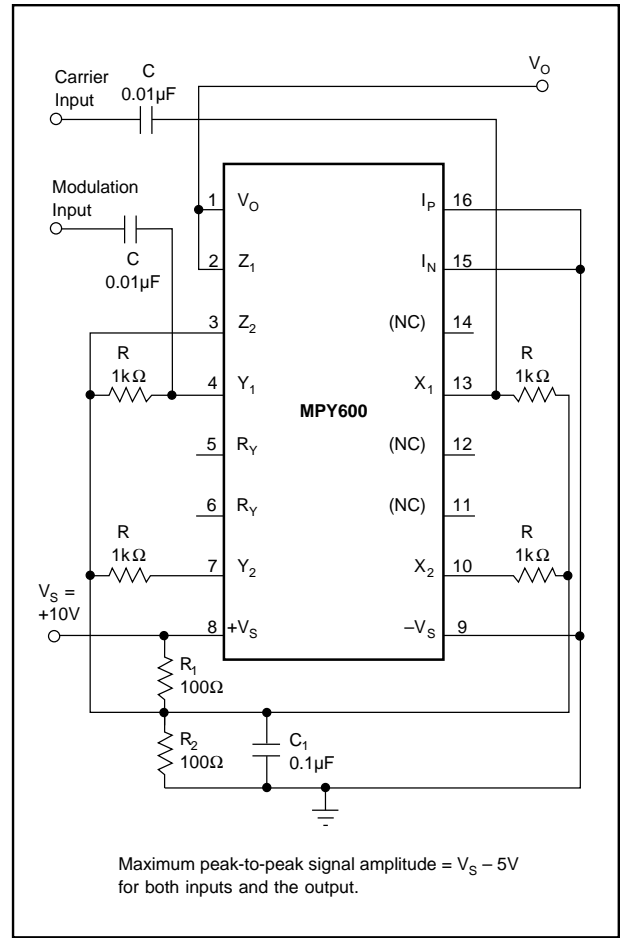 C
V_O
Carrier
Input
0.01µF
Modulation
Input
C
0.01µF
1 V_O I_P 16
2 Z_1 I_N 15
3 Z_2 (NC) 14
R
1kΩ
4 Y_1 X_1 13
R
1kΩ
MPY600
5 R_Y (NC) 12
6 R_Y (NC) 11
R
1kΩ
7 Y_2 X_2 10
R
1kΩ
V_S =
+10V
8 +V_S –V_S 9
R_1
100Ω
R_2
100Ω
C_1
0.1µF
Maximum peak-to-peak signal amplitude = V_S – 5V
for both inputs and the output.